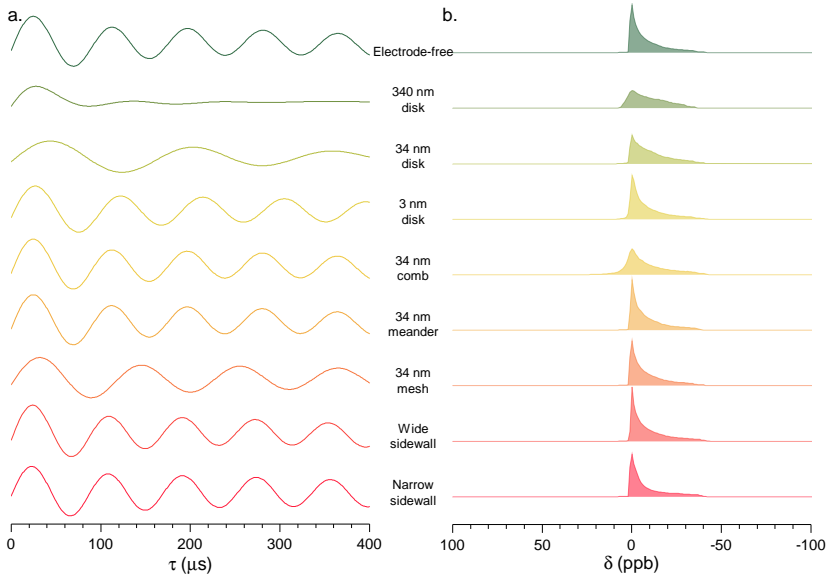 a.
b.
Electrode-free
340 nm
disk
34 nm
disk
3 nm
disk
34 nm
comb
34 nm
meander
34 nm
mesh
Wide
sidewall
Narrow
sidewall
0 100 200 300 400
τ (μs)
100 50 0 -50 -100
δ (ppb)